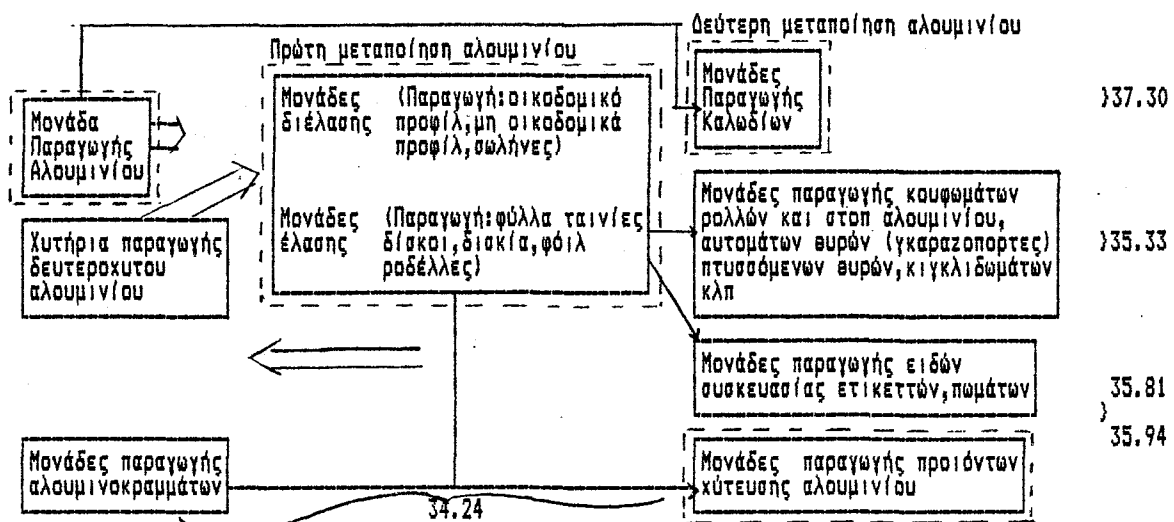 Δεύτερη μεταποίηση αλουμινίου
Πρώτη μεταποίηση αλουμινίου
Μονάδα
Παραγωγής
Αλουμινίου
Χυτήρια παραγωγής
δευτεροχυτου
αλουμινίου
Μονάδες (Παραγωγή:οικοδομικό
διέλασης προφίλ,μη οικοδομικά
προφίλ,σωλήνες)
Μονάδες (Παραγωγή:φύλλα ταινίες
έλασης δίσκοι,δισκία,φόιλ
ροδέλλες)
Μονάδες
Παραγωγής
Καλωδίων
}37.30
Μονάδες παραγωγής κουφωμάτων
ρολλών και στοπ αλουμινίου,
αυτομάτων θυρών (γκαραζοπορτες)
πτυσσόμενων θυρών,κιγκλιδωμάτων
κλπ
}35.33
Μονάδες παραγωγής ειδών
συσκευασίας ετικεττών,πωμάτων
35.81
}
35.94
Μονάδες παραγωγής
αλουμινοκραμμάτων
34.24
Μονάδες παραγωγής προιόντων
χύτευσης αλουμινίου